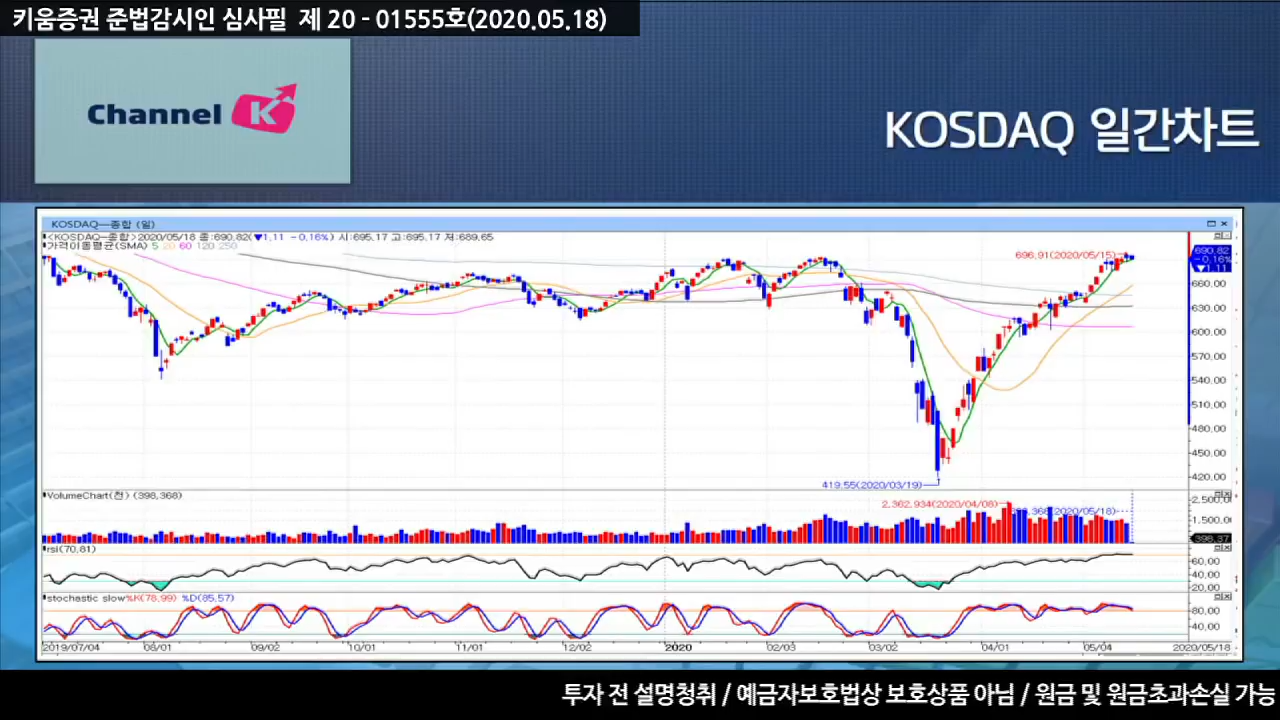 키움증권 준법감시인 심사필 제 20 - 01555호(2020.05.18)
Channel K
KOSDAQ 일간차트
KOSDAQ—종합 (일)
<KOSDAQ—종합>2020/05/18 종:690.82(▼1.11 -0.16%) 시:695.17 고:695.17 저:689.65
가격이동평균(SMA) 5 20 60 120 250
696.91(2020/05/15)
690.82
-0.16%
▼1.11
660.00
630.00
600.00
570.00
540.00
510.00
480.00
450.00
420.00
419.55(2020/03/19)
VolumeChart(천) (398,368)
2,362,934(2020/04/08)
398,368(2020/05/18)
2,500.0
1,500.0
398.37
rsi(70.81)
60.00
40.00
20.00
stochastic slow%K(78.99) %D(85.57)
80.00
40.00
2019/07/04 08/01 09/02 10/01 11/01 12/02 2020 02/03 03/02 04/01 05/04 2020/05/18
투자 전 설명청취 / 예금자보호법상 보호상품 아님 / 원금 및 원금초과손실 가능